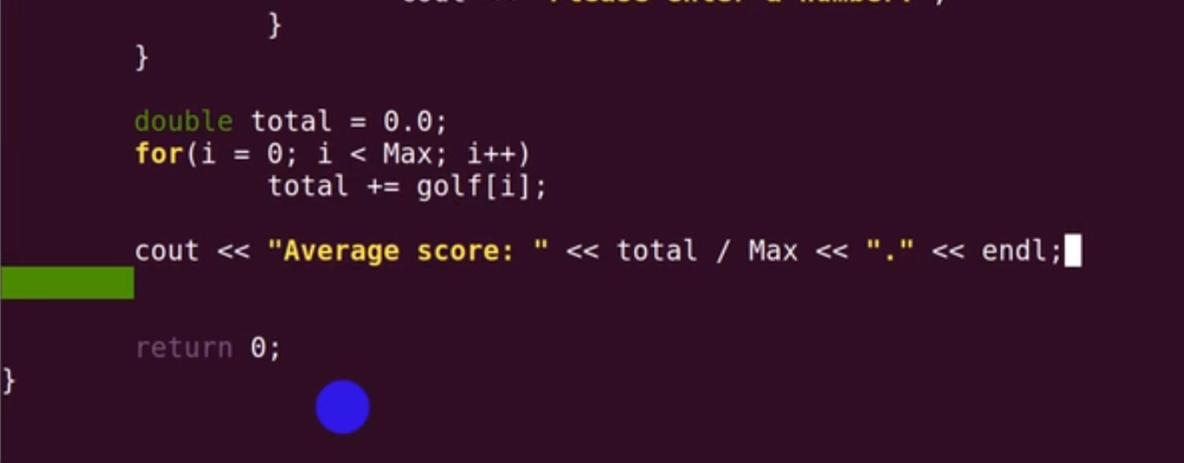 cout << "Please enter a number: ";
}
}
double total = 0.0;
for(i = 0; i < Max; i++)
total += golf[i];
cout << "Average score: " << total / Max << "." << endl;
return 0;
}